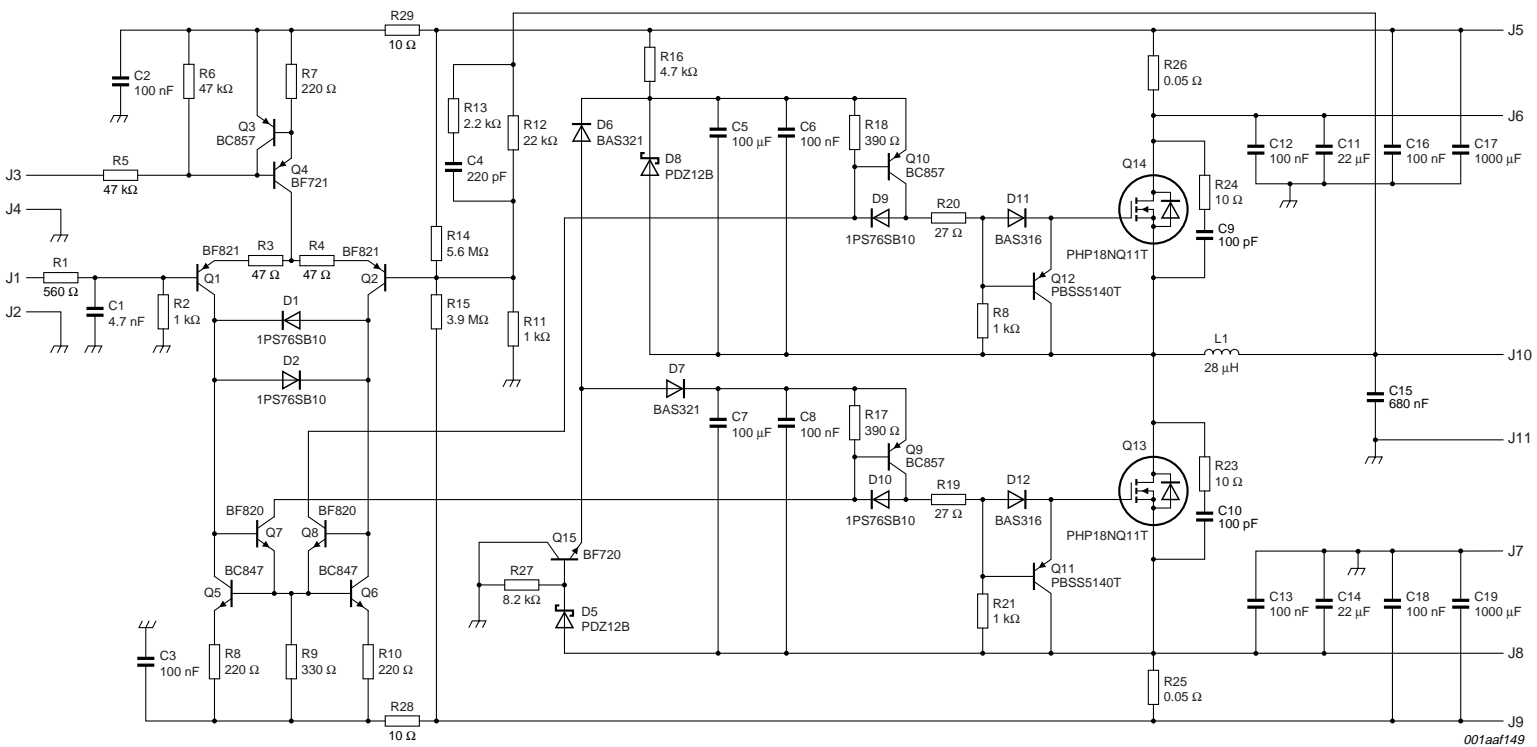 R29
10 Ω
J5
C2
100 nF
R6
47 kΩ
R7
220 Ω
R16
4.7 kΩ
R26
0.05 Ω
R13
2.2 kΩ
R12
22 kΩ
Q3
BC857
D6
BAS321
C5
100 μF
C6
100 nF
R18
390 Ω
J6
C12
100 nF
C11
22 μF
C16
100 nF
C17
1000 μF
C4
220 pF
D8
PDZ12B
Q10
BC857
Q14
J3
R5
47 kΩ
Q4
BF721
D9
1PS76SB10
R20
27 Ω
D11
BAS316
R24
10 Ω
J4
C9
100 pF
PHP18NQ11T
R14
5.6 MΩ
BF821
R3
47 Ω
R4
47 Ω
BF821
J1
R1
560 Ω
Q1
Q2
Q12
PBSS5140T
J2
C1
4.7 nF
R2
1 kΩ
D1
1PS76SB10
R15
3.9 MΩ
R11
1 kΩ
R8
1 kΩ
L1
28 μH
J10
D2
1PS76SB10
D7
BAS321
C15
680 nF
C7
100 μF
C8
100 nF
R17
390 Ω
J11
Q9
BC857
Q13
D10
1PS76SB10
R19
27 Ω
D12
BAS316
R23
10 Ω
C10
100 pF
PHP18NQ11T
BF820
Q7
BF820
Q8
Q15
BF720
J7
BC847
Q5
BC847
Q6
R27
8.2 kΩ
D5
PDZ12B
Q11
PBSS5140T
R21
1 kΩ
C13
100 nF
C14
22 μF
C18
100 nF
C19
1000 μF
C3
100 nF
R8
220 Ω
R9
330 Ω
R10
220 Ω
J8
R25
0.05 Ω
R28
10 Ω
J9
001aaf149